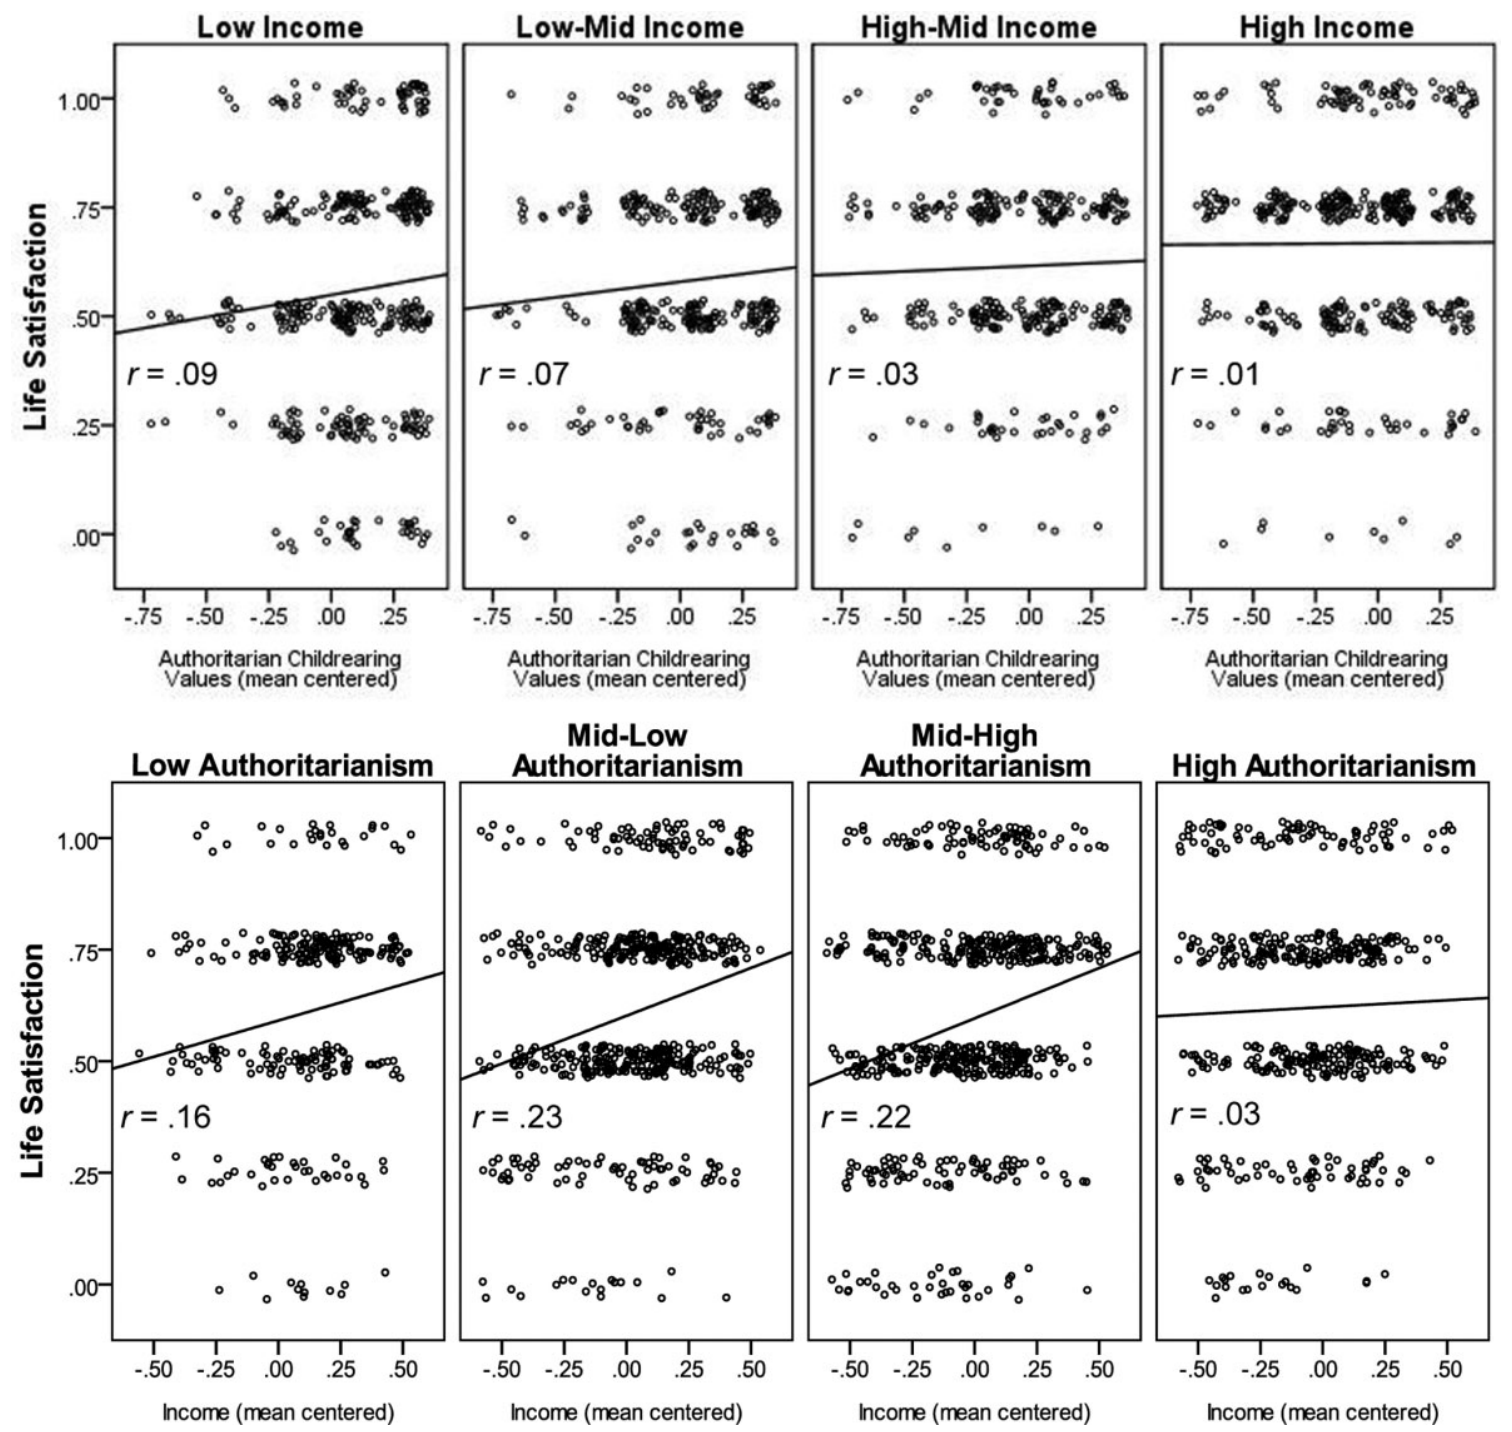 Low Income
Low-Mid Income
High-Mid Income
High Income
Life Satisfaction
1.00
.75
.50
.25
.00
r = .09
r = .07
r = .03
r = .01
-.75 -.50 -.25 .00 .25
-.75 -.50 -.25 .00 .25
-.75 -.50 -.25 .00 .25
-.75 -.50 -.25 .00 .25
Authoritarian Childrearing
Values (mean centered)
Authoritarian Childrearing
Values (mean centered)
Authoritarian Childrearing
Values (mean centered)
Authoritarian Childrearing
Values (mean centered)
Low Authoritarianism
Mid-Low
Authoritarianism
Mid-High
Authoritarianism
High Authoritarianism
Life Satisfaction
1.00
.75
.50
.25
.00
r = .16
r = .23
r = .22
r = .03
-.50 -.25 .00 .25 .50
-.50 -.25 .00 .25 .50
-.50 -.25 .00 .25 .50
-.50 -.25 .00 .25 .50
Income (mean centered)
Income (mean centered)
Income (mean centered)
Income (mean centered)